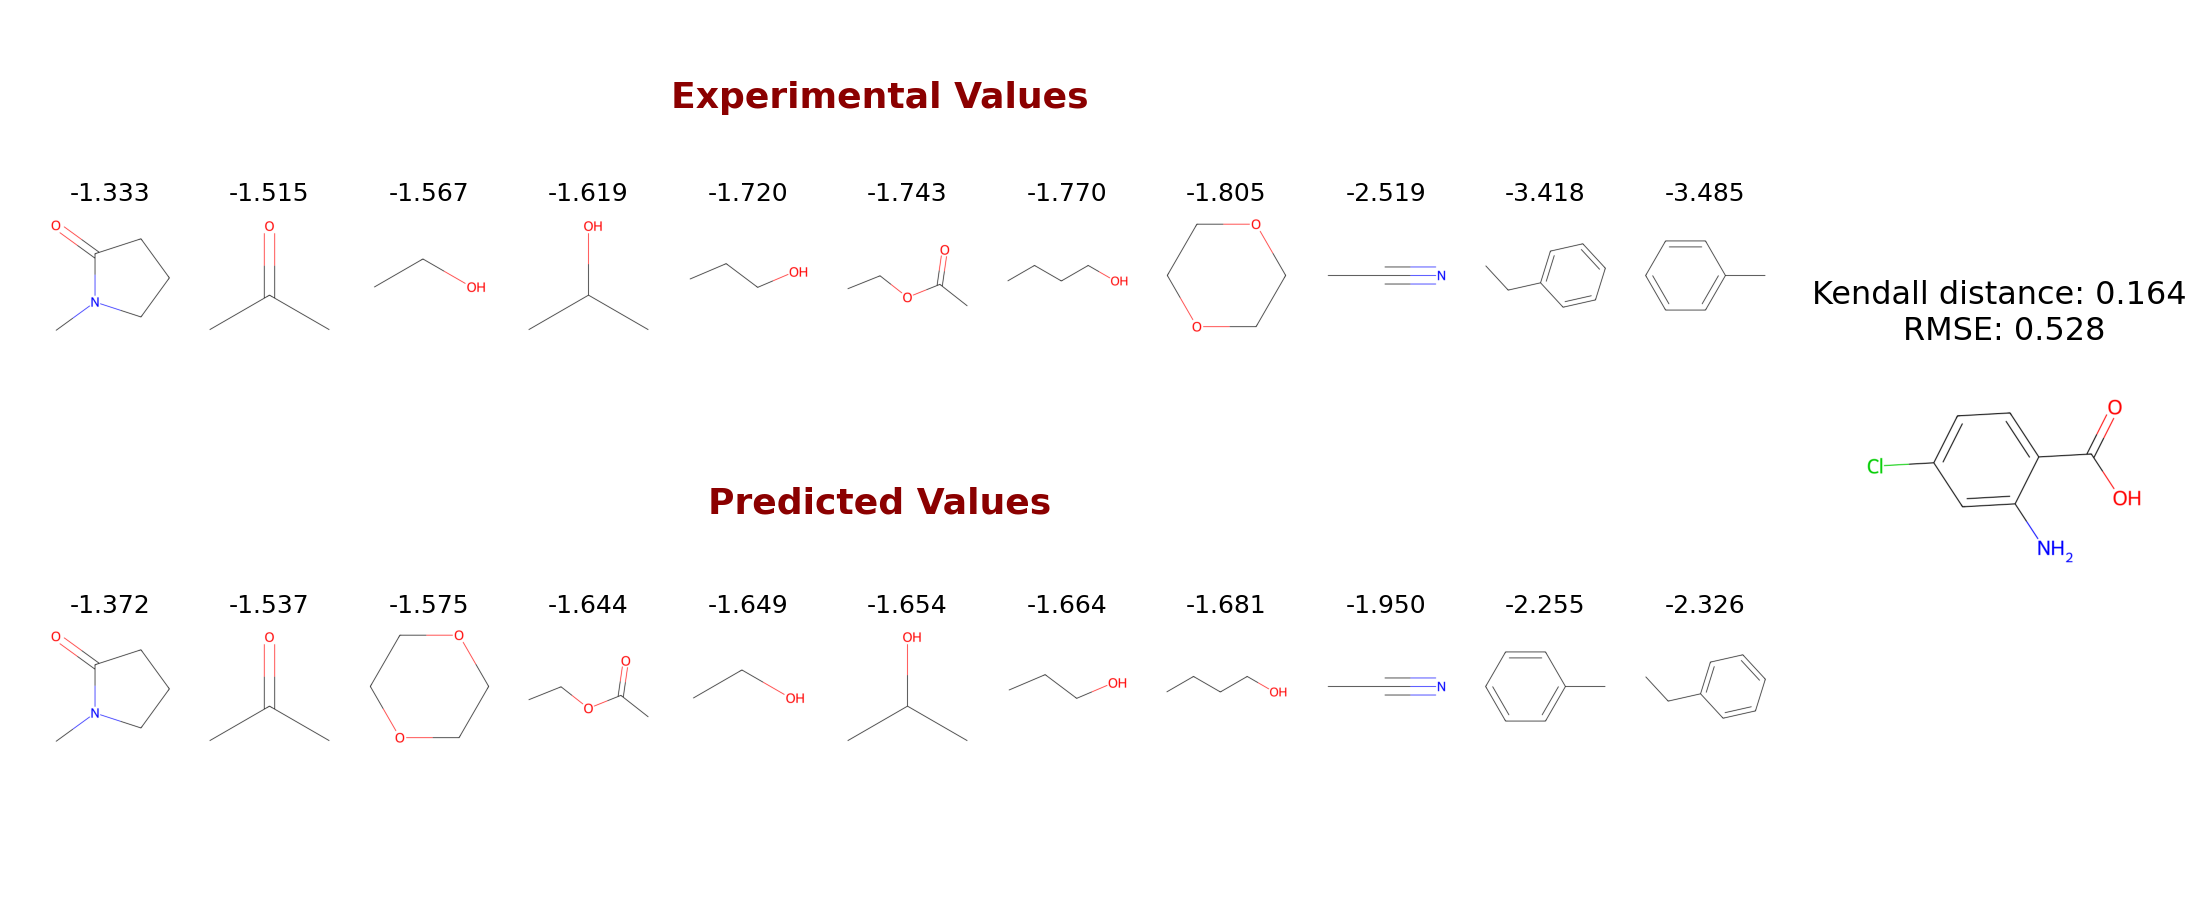 Experimental Values
-1.333 -1.515 -1.567 -1.619 -1.720 -1.743 -1.770 -1.805 -2.519 -3.418 -3.485
O O OH OH OH O O OH O O N
Kendall distance: 0.164
RMSE: 0.528
N
O
Cl
OH
NH2
Predicted Values
-1.372 -1.537 -1.575 -1.644 -1.649 -1.654 -1.664 -1.681 -1.950 -2.255 -2.326
O O O O O O OH OH OH OH N
N